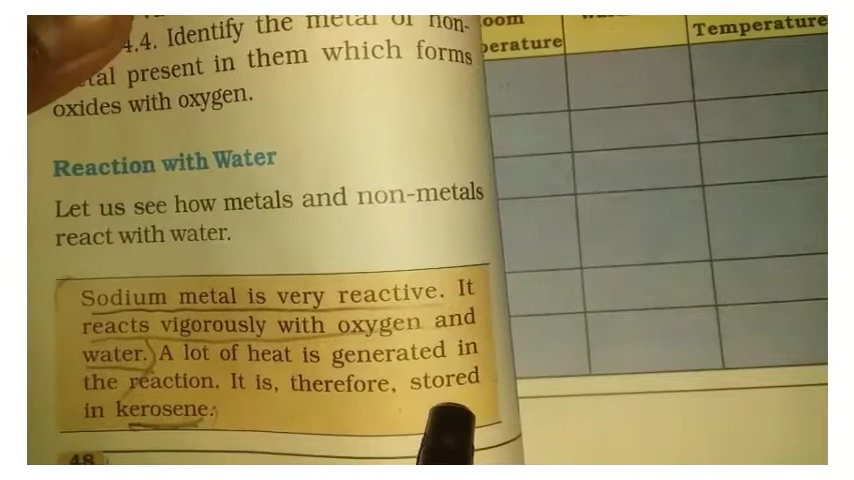 4.4. Identify the metal or non-
present in them which forms
oxides with oxygen.
Reaction with Water
Let us see how metals and non-metals
react with water.
Sodium metal is very reactive. It
reacts vigorously with oxygen and
water. A lot of heat is generated in
the reaction. It is, therefore, stored
in kerosene.
48
Temperature